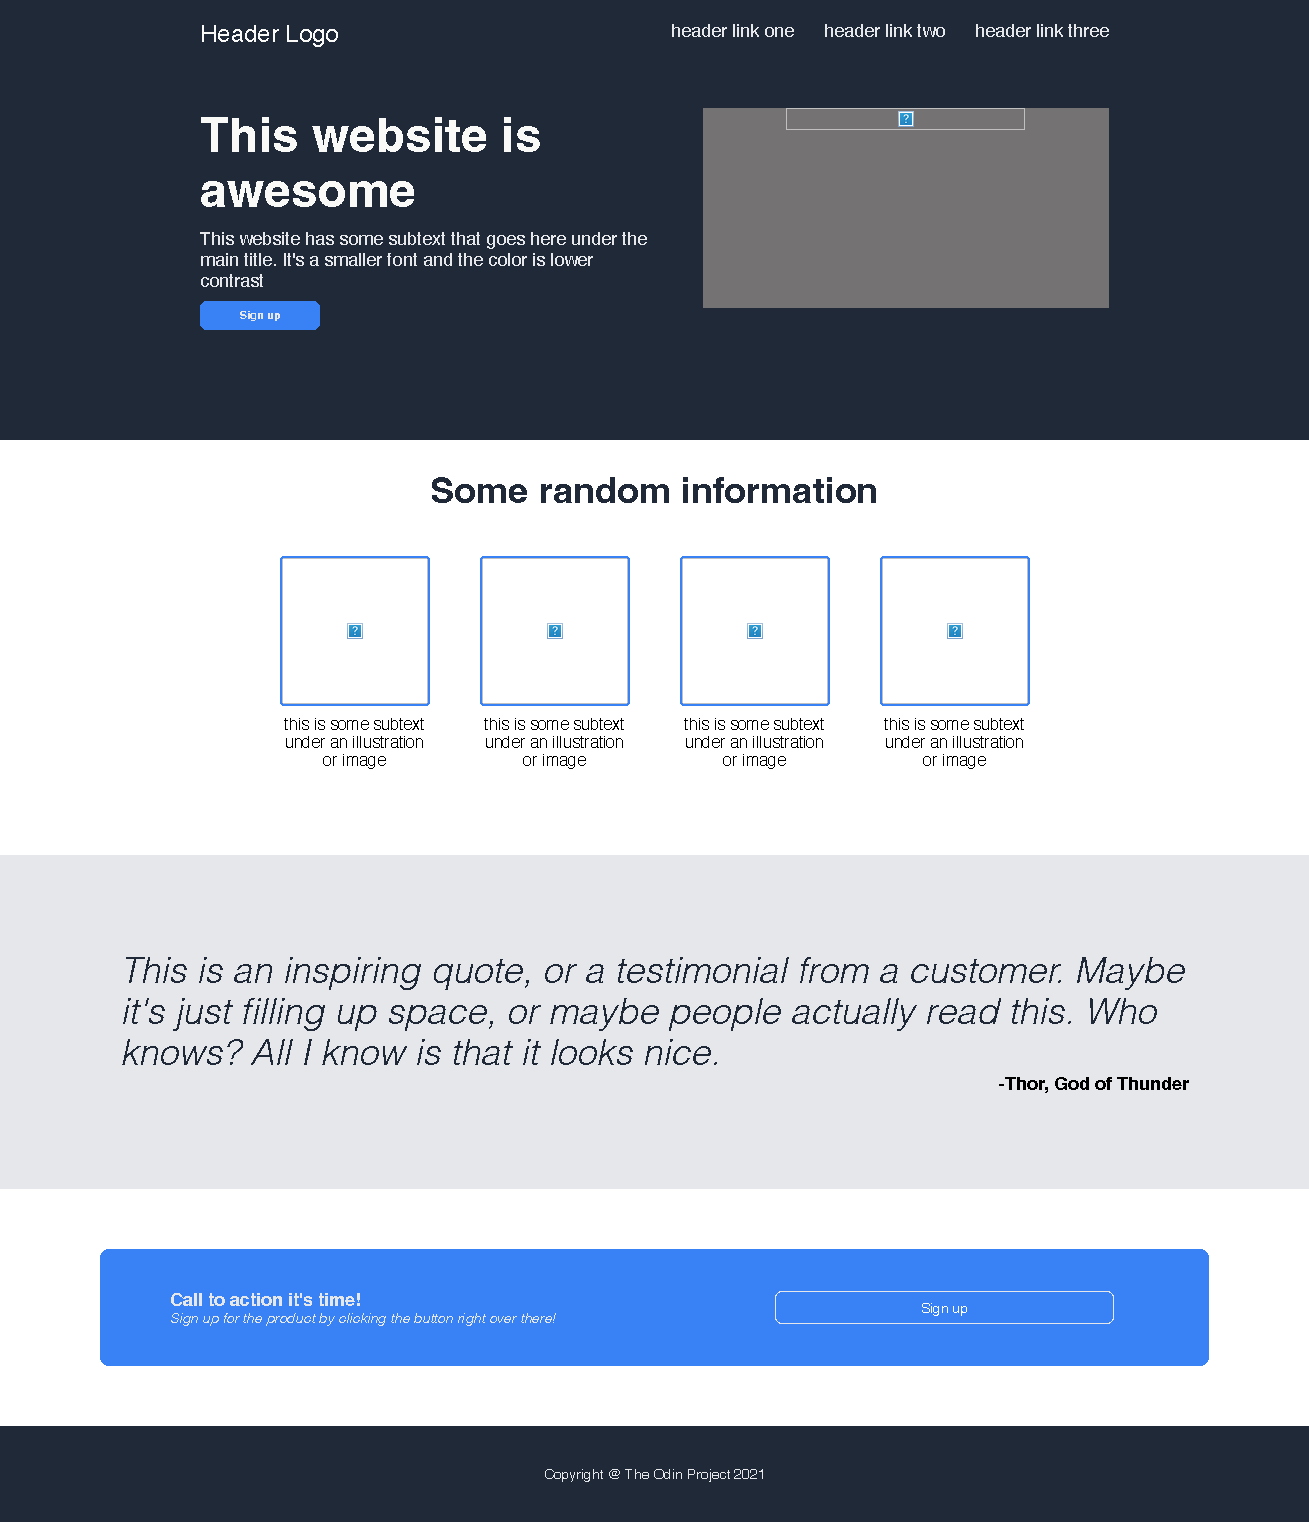 Header Logo
header link one
header link two
header link three
This website is
awesome
This website has some subtext that goes here under the
main title. It's a smaller font and the color is lower
contrast
Sign up
Some random information
this is some subtext
under an illustration
or image
this is some subtext
under an illustration
or image
this is some subtext
under an illustration
or image
this is some subtext
under an illustration
or image
This is an inspiring quote, or a testimonial from a customer. Maybe
it's just filling up space, or maybe people actually read this. Who
knows? All I know is that it looks nice.
-Thor, God of Thunder
Call to action it's time!
Sign up for the product by clicking the button right over there!
Sign up
Copyright @ The Odin Project 2021